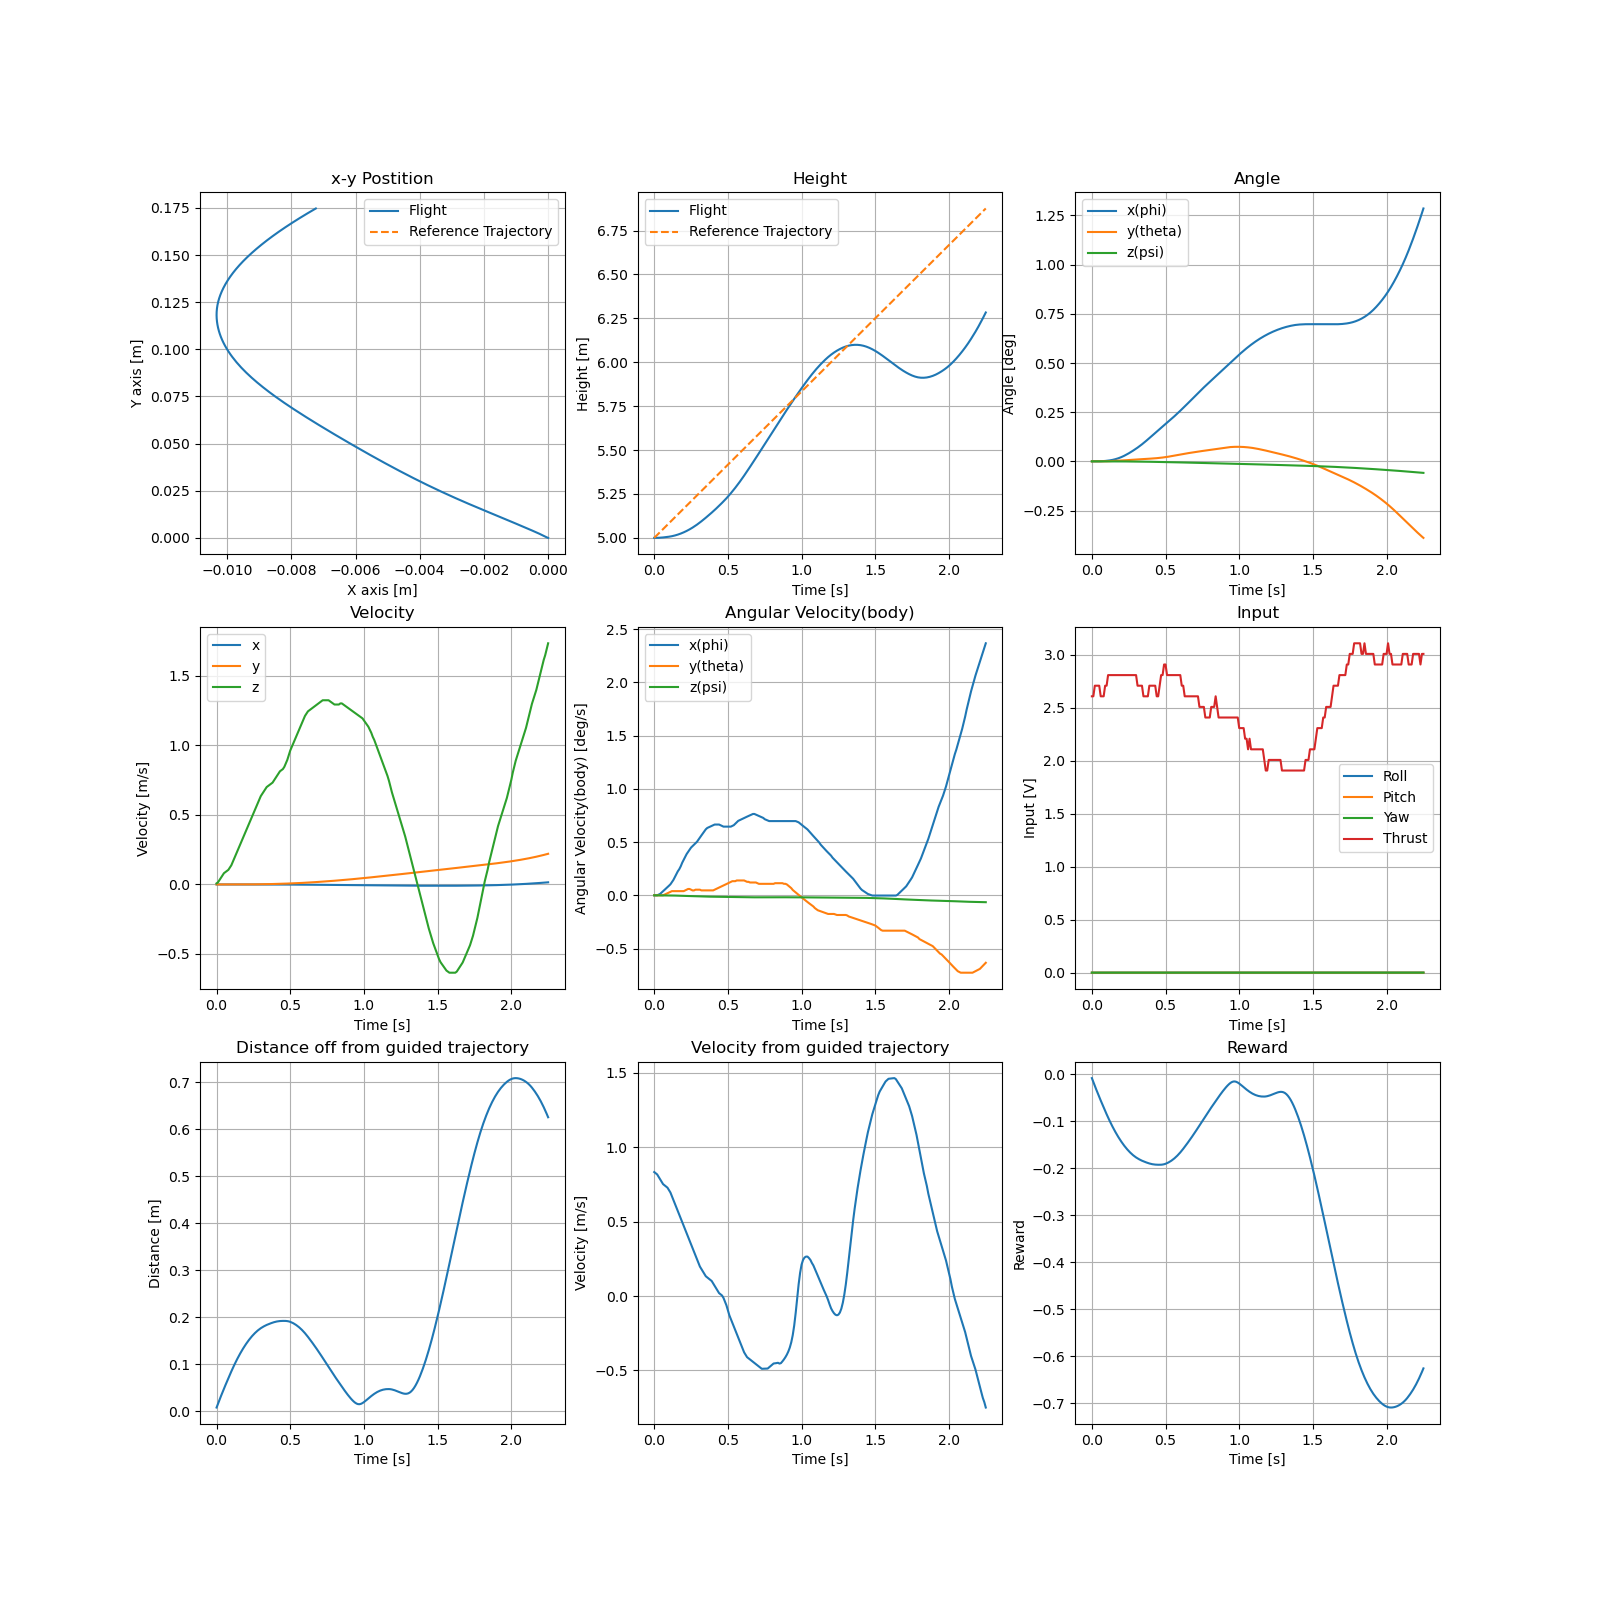 x-y Postition
Y axis [m]
0.175
0.150
0.125
0.100
0.075
0.050
0.025
0.000
Flight
Reference Trajectory
−0.010 −0.008 −0.006 −0.004 −0.002 0.000
X axis [m]
Height
Height [m]
6.75
6.50
6.25
6.00
5.75
5.50
5.25
5.00
Flight
Reference Trajectory
0.0 0.5 1.0 1.5 2.0
Time [s]
Angle
Angle [deg]
1.25
1.00
0.75
0.50
0.25
0.00
−0.25
x(phi)
y(theta)
z(psi)
0.0 0.5 1.0 1.5 2.0
Time [s]
Velocity
Velocity [m/s]
1.5
1.0
0.5
0.0
−0.5
x
y
z
0.0 0.5 1.0 1.5 2.0
Time [s]
Angular Velocity(body)
Angular Velocity(body) [deg/s]
2.5
2.0
1.5
1.0
0.5
0.0
−0.5
x(phi)
y(theta)
z(psi)
0.0 0.5 1.0 1.5 2.0
Time [s]
Input
Input [V]
3.0
2.5
2.0
1.5
1.0
0.5
0.0
Roll
Pitch
Yaw
Thrust
0.0 0.5 1.0 1.5 2.0
Time [s]
Distance off from guided trajectory
Distance [m]
0.7
0.6
0.5
0.4
0.3
0.2
0.1
0.0
0.0 0.5 1.0 1.5 2.0
Time [s]
Velocity from guided trajectory
Velocity [m/s]
1.5
1.0
0.5
0.0
−0.5
0.0 0.5 1.0 1.5 2.0
Time [s]
Reward
Reward
0.0
−0.1
−0.2
−0.3
−0.4
−0.5
−0.6
−0.7
0.0 0.5 1.0 1.5 2.0
Time [s]